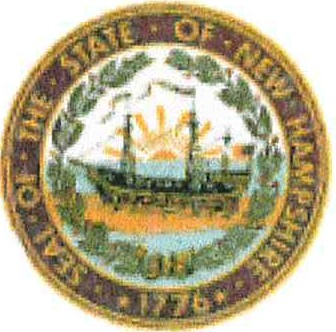 SEAL · OF · THE · STATE · OF · NEW · HAMPSHIRE
· 1776 ·